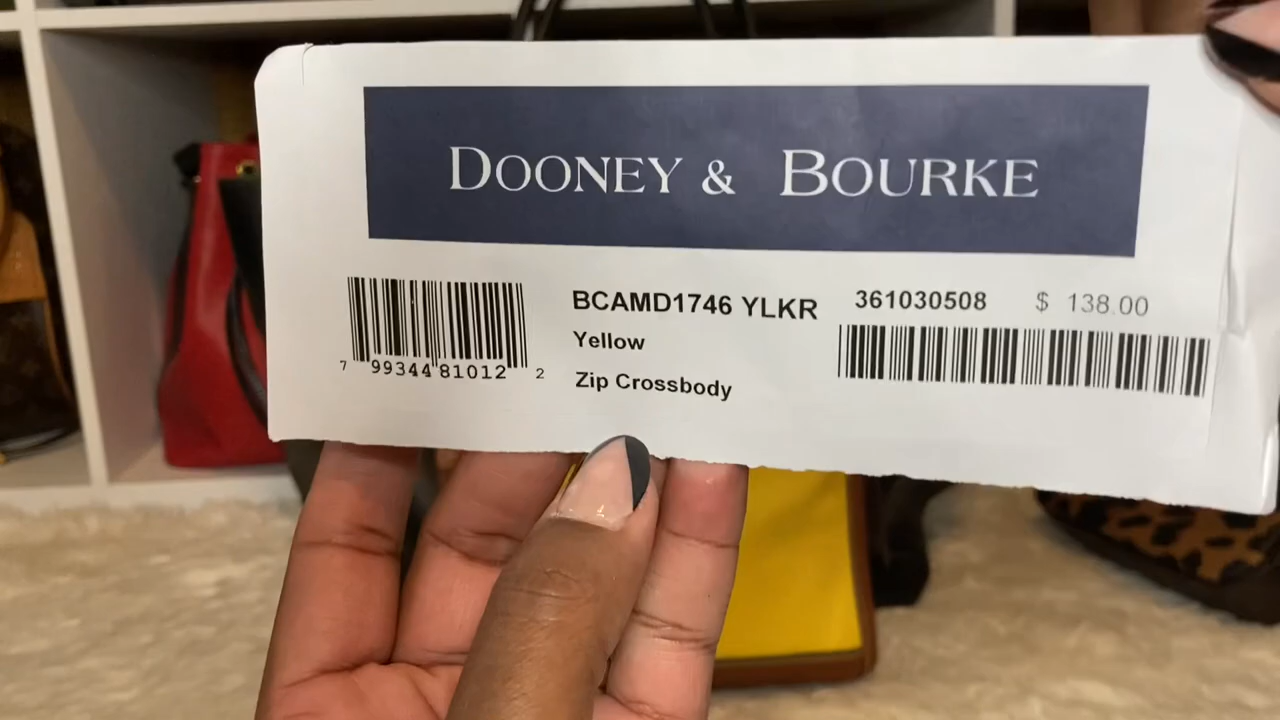 DOONEY & BOURKE
BCAMD1746 YLKR 361030508 $ 138.00
Yellow
7 99344 81012 2
Zip Crossbody